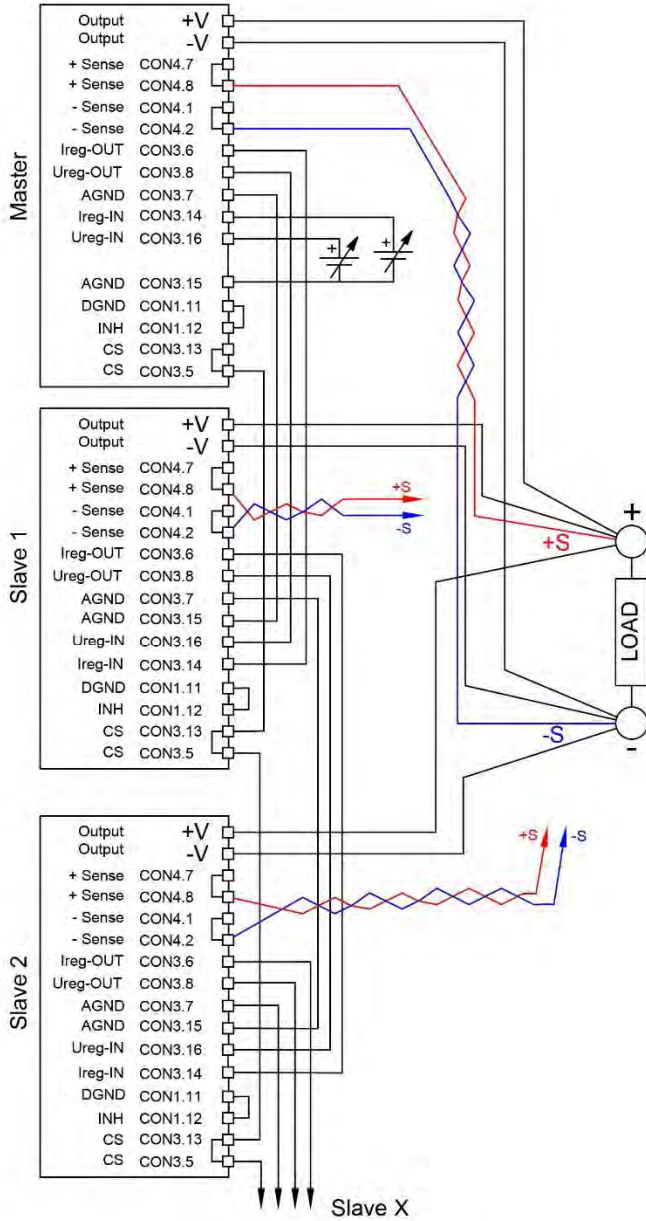 Master
Output +V
Output -V
+ Sense CON4.7
+ Sense CON4.8
- Sense CON4.1
- Sense CON4.2
Ireg-OUT CON3.6
Ureg-OUT CON3.8
AGND CON3.7
Ireg-IN CON3.14
Ureg-IN CON3.16
AGND CON3.15
DGND CON1.11
INH CON1.12
CS CON3.13
CS CON3.5
+
+
Slave 1
Output +V
Output -V
+ Sense CON4.7
+ Sense CON4.8
- Sense CON4.1
- Sense CON4.2
Ireg-OUT CON3.6
Ureg-OUT CON3.8
AGND CON3.7
AGND CON3.15
Ureg-IN CON3.16
Ireg-IN CON3.14
DGND CON1.11
INH CON1.12
CS CON3.13
CS CON3.5
+S
-S
+
+S
LOAD
-S
-
Slave 2
Output +V
Output -V
+ Sense CON4.7
+ Sense CON4.8
- Sense CON4.1
- Sense CON4.2
Ireg-OUT CON3.6
Ureg-OUT CON3.8
AGND CON3.7
AGND CON3.15
Ureg-IN CON3.16
Ireg-IN CON3.14
DGND CON1.11
INH CON1.12
CS CON3.13
CS CON3.5
+S -S
Slave X